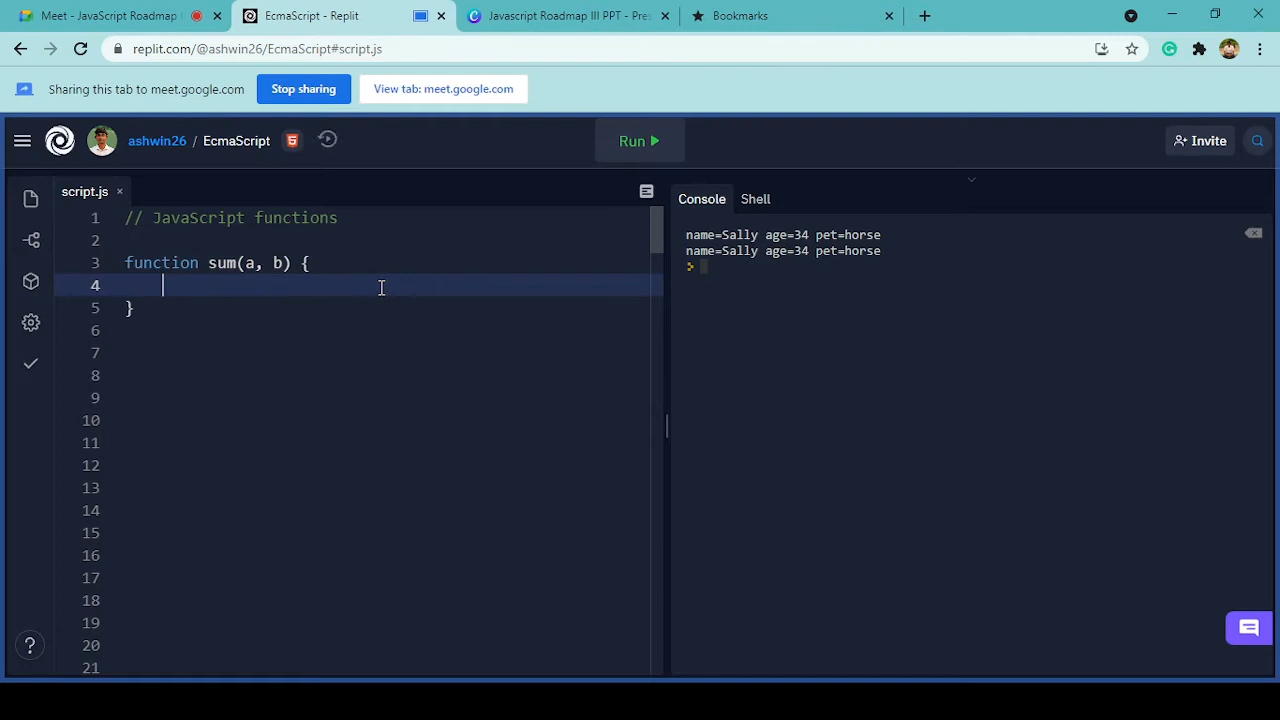 Meet - JavaScript Roadmap
EcmaScript - Replit
Javascript Roadmap III PPT - Pres
Bookmarks
replit.com/@ashwin26/EcmaScript#script.js
Sharing this tab to meet.google.com
Stop sharing
View tab: meet.google.com
ashwin26 / EcmaScript
Run
Invite
script.js
Console
Shell
1 // JavaScript functions
2
3 function sum(a, b) {
4
5 }
6
7
8
9
10
11
12
13
14
15
16
17
18
19
20
21
name=Sally age=34 pet=horse
name=Sally age=34 pet=horse
>
?